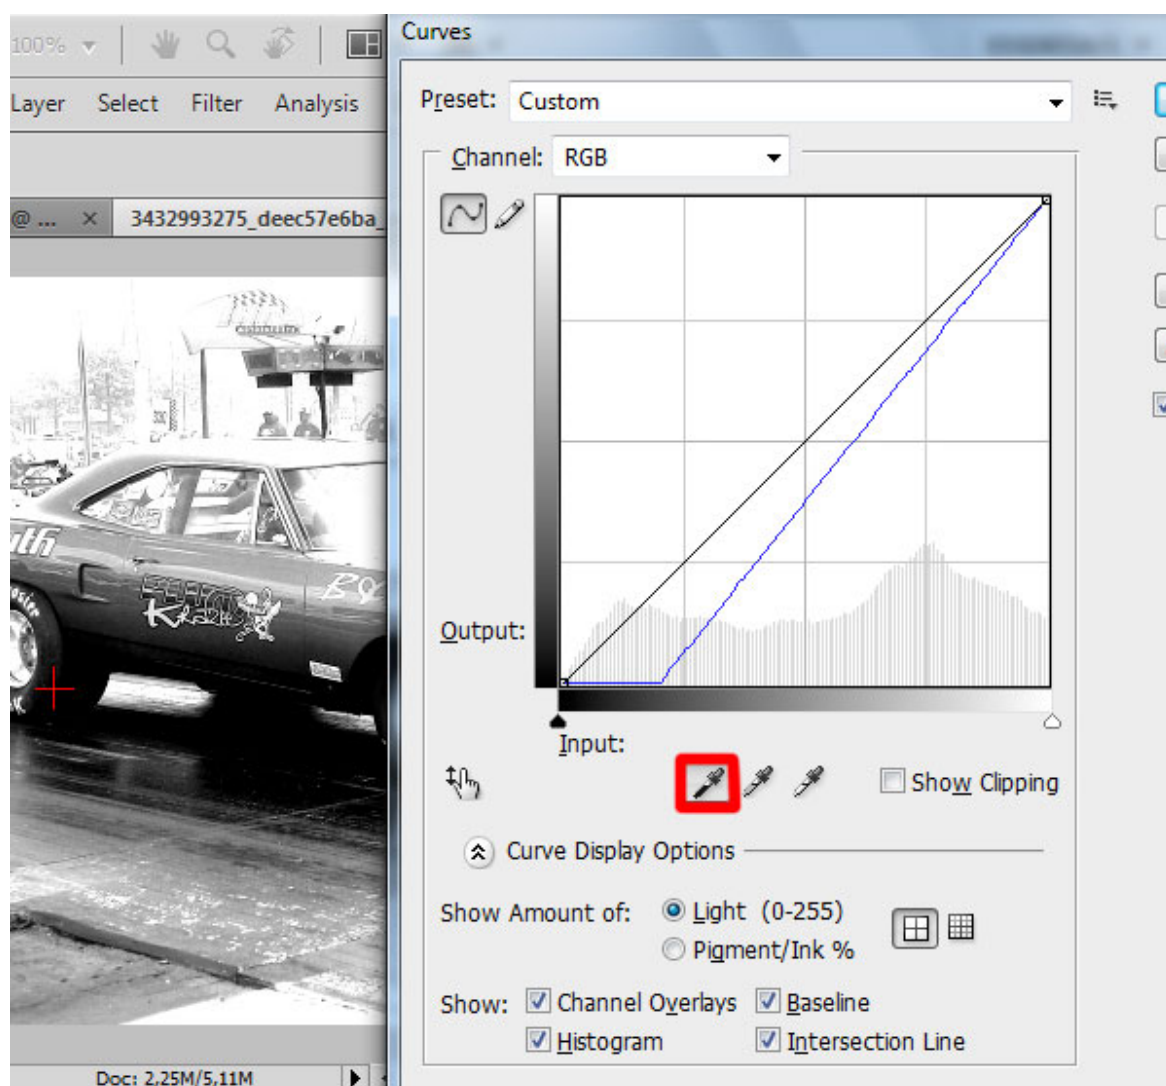 100%
Curves
Layer Select Filter Analysis
Preset: Custom
Channel: RGB
@ ... × 3432993275_deec57e6ba_
Output:
Input:
Show Clipping
Curve Display Options
Show Amount of: Light (0-255)
Pigment/Ink %
Show: Channel Overlays Baseline
Histogram Intersection Line
Doc: 2,25M/5,11M